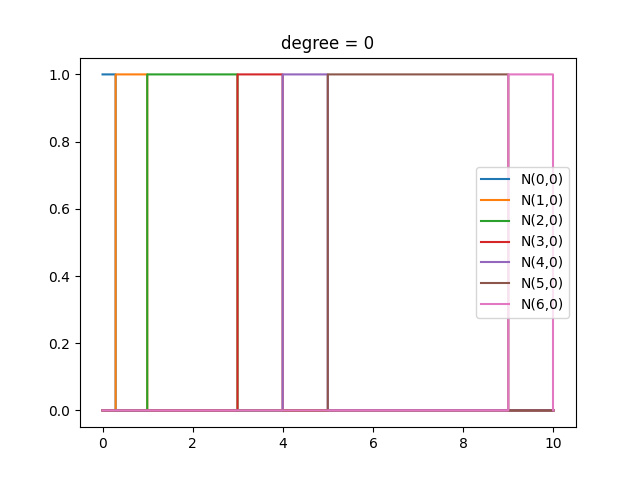 degree = 0
1.0
0.8
0.6
0.4
0.2
0.0
0 2 4 6 8 10
N(0,0)
N(1,0)
N(2,0)
N(3,0)
N(4,0)
N(5,0)
N(6,0)